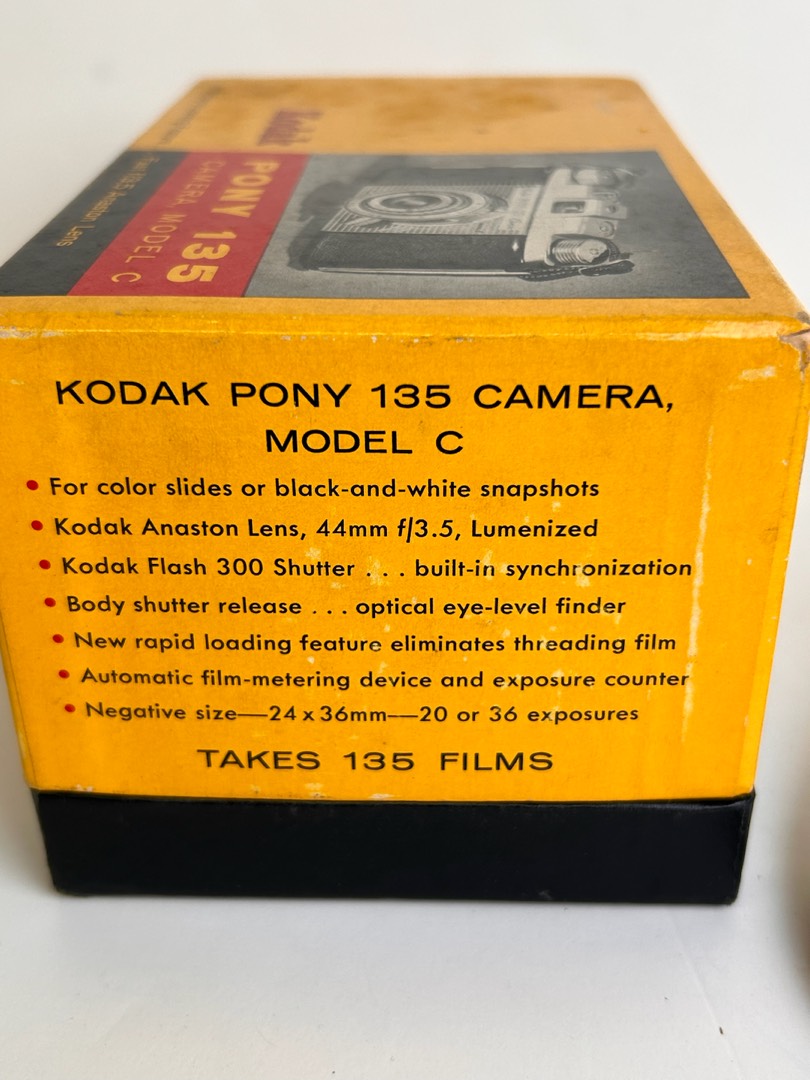 Kodak
PONY 135
CAMERA MODEL C
Anaston Lens
KODAK PONY 135 CAMERA,
MODEL C
• For color slides or black-and-white snapshots
• Kodak Anaston Lens, 44mm f/3.5, Lumenized
• Kodak Flash 300 Shutter . . . built-in synchronization
• Body shutter release . . . optical eye-level finder
• New rapid loading feature eliminates threading film
• Automatic film-metering device and exposure counter
• Negative size—24 x 36mm—20 or 36 exposures
TAKES 135 FILMS